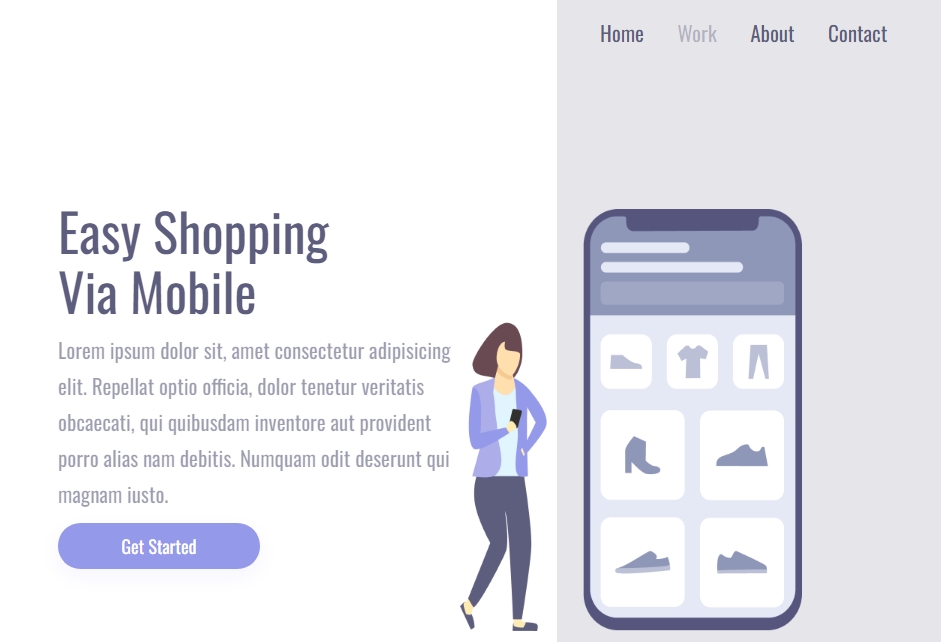 Home Work About Contact
Easy Shopping
Via Mobile
Lorem ipsum dolor sit, amet consectetur adipisicing
elit. Repellat optio officia, dolor tenetur veritatis
obcaecati, qui quibusdam inventore aut provident
porro alias nam debitis. Numquam odit deserunt qui
magnam iusto.
Get Started